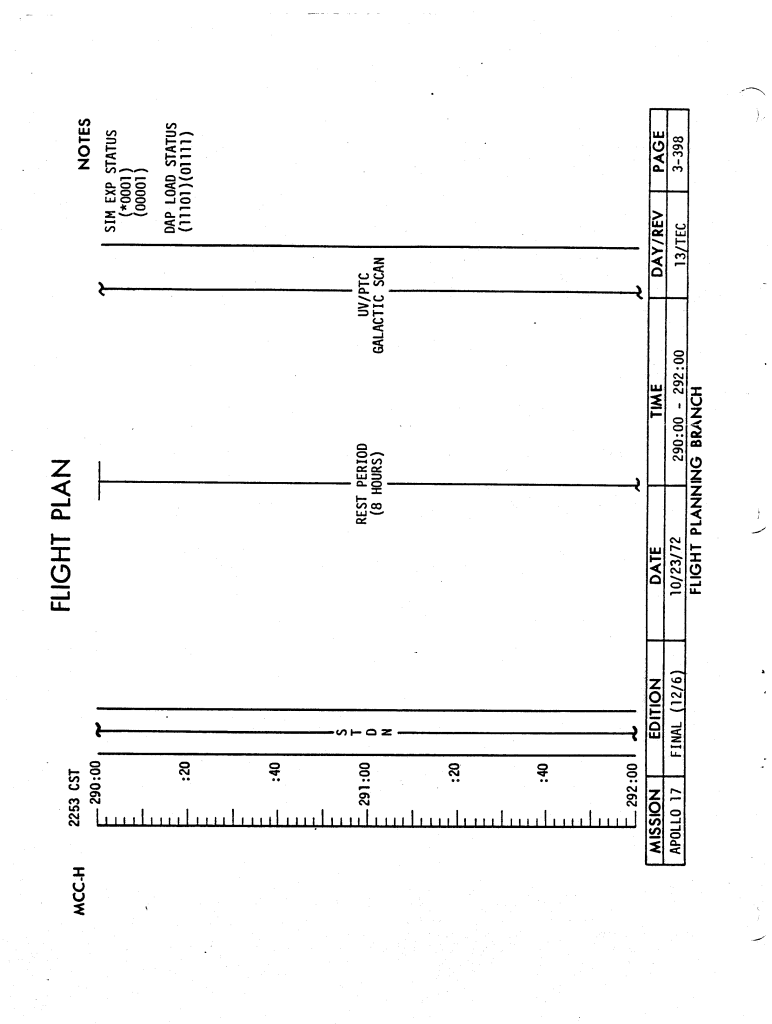 FLIGHT PLAN
MCC-H
2253 CST
NOTES
290:00
:20
:40
291:00
:20
:40
292:00
STDN
REST PERIOD
(8 HOURS)
UV/PTC
GALACTIC SCAN
SIM EXP STATUS
(*0001)
(00001)
DAP LOAD STATUS
(11101)(01111)
MISSION EDITION DATE TIME DAY/REV PAGE
APOLLO 17 FINAL (12/6) 10/23/72 290:00 - 292:00 13/TEC 3-398
FLIGHT PLANNING BRANCH